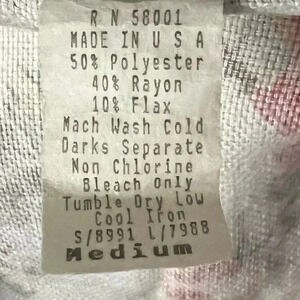 R N 58001
MADE IN U S A
50% Polyester
40% Rayon
10% Flax
Mach Wash Cold
Darks Separate
Non Chlorine
Bleach Only
Tumble Dry Low
Cool Iron
S/8991 L/7988
Medium